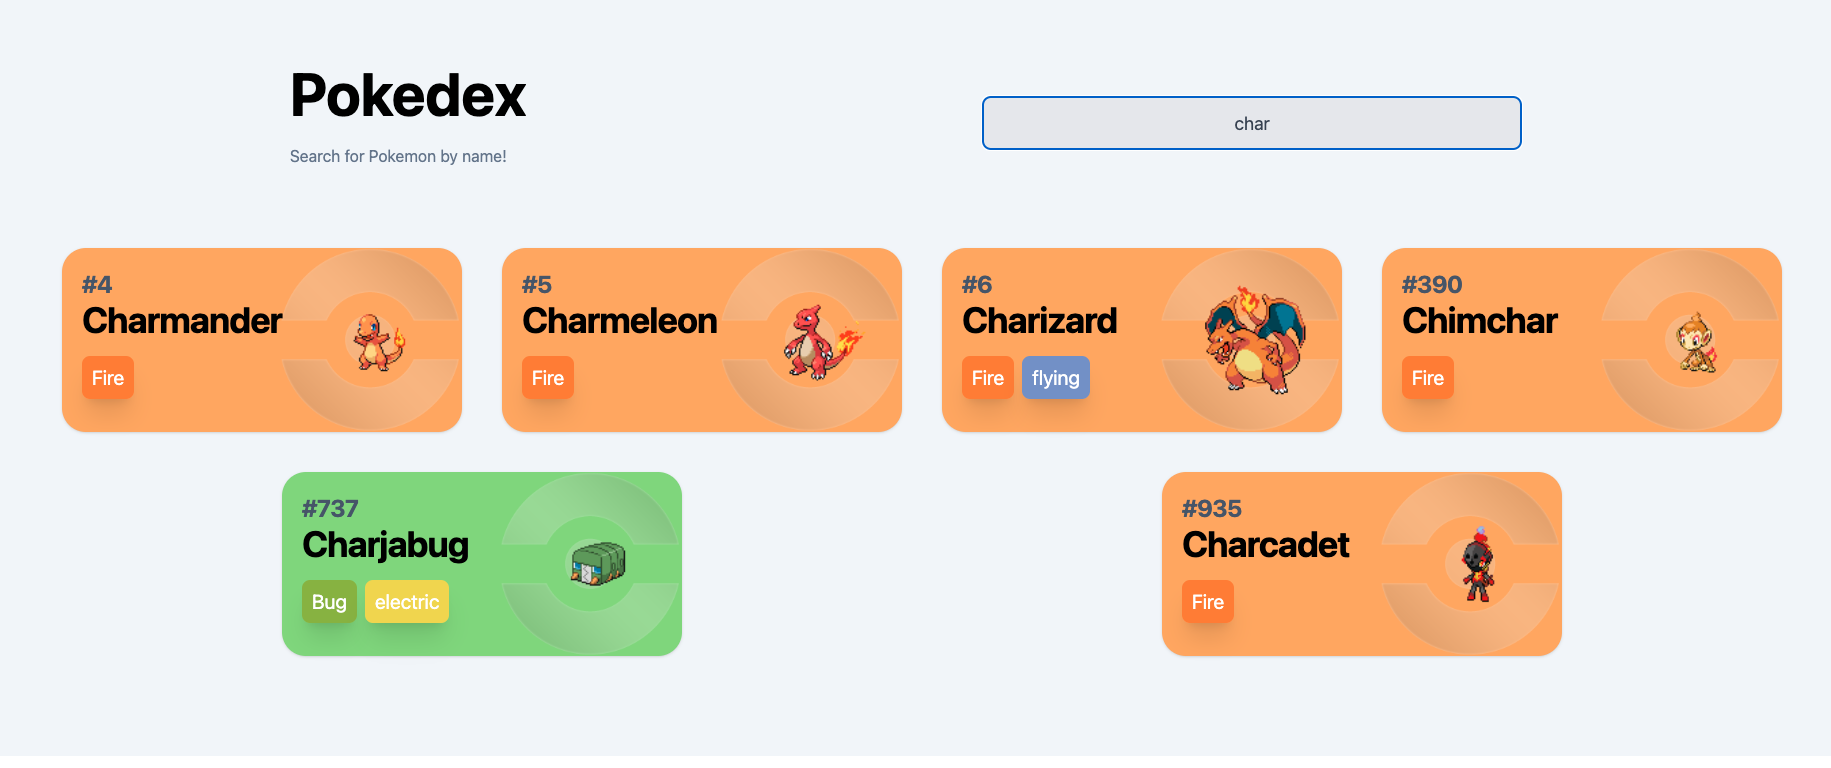 Pokedex
Search for Pokemon by name!
char
#4
Charmander
Fire
#5
Charmeleon
Fire
#6
Charizard
Fire flying
#390
Chimchar
Fire
#737
Charjabug
Bug electric
#935
Charcadet
Fire